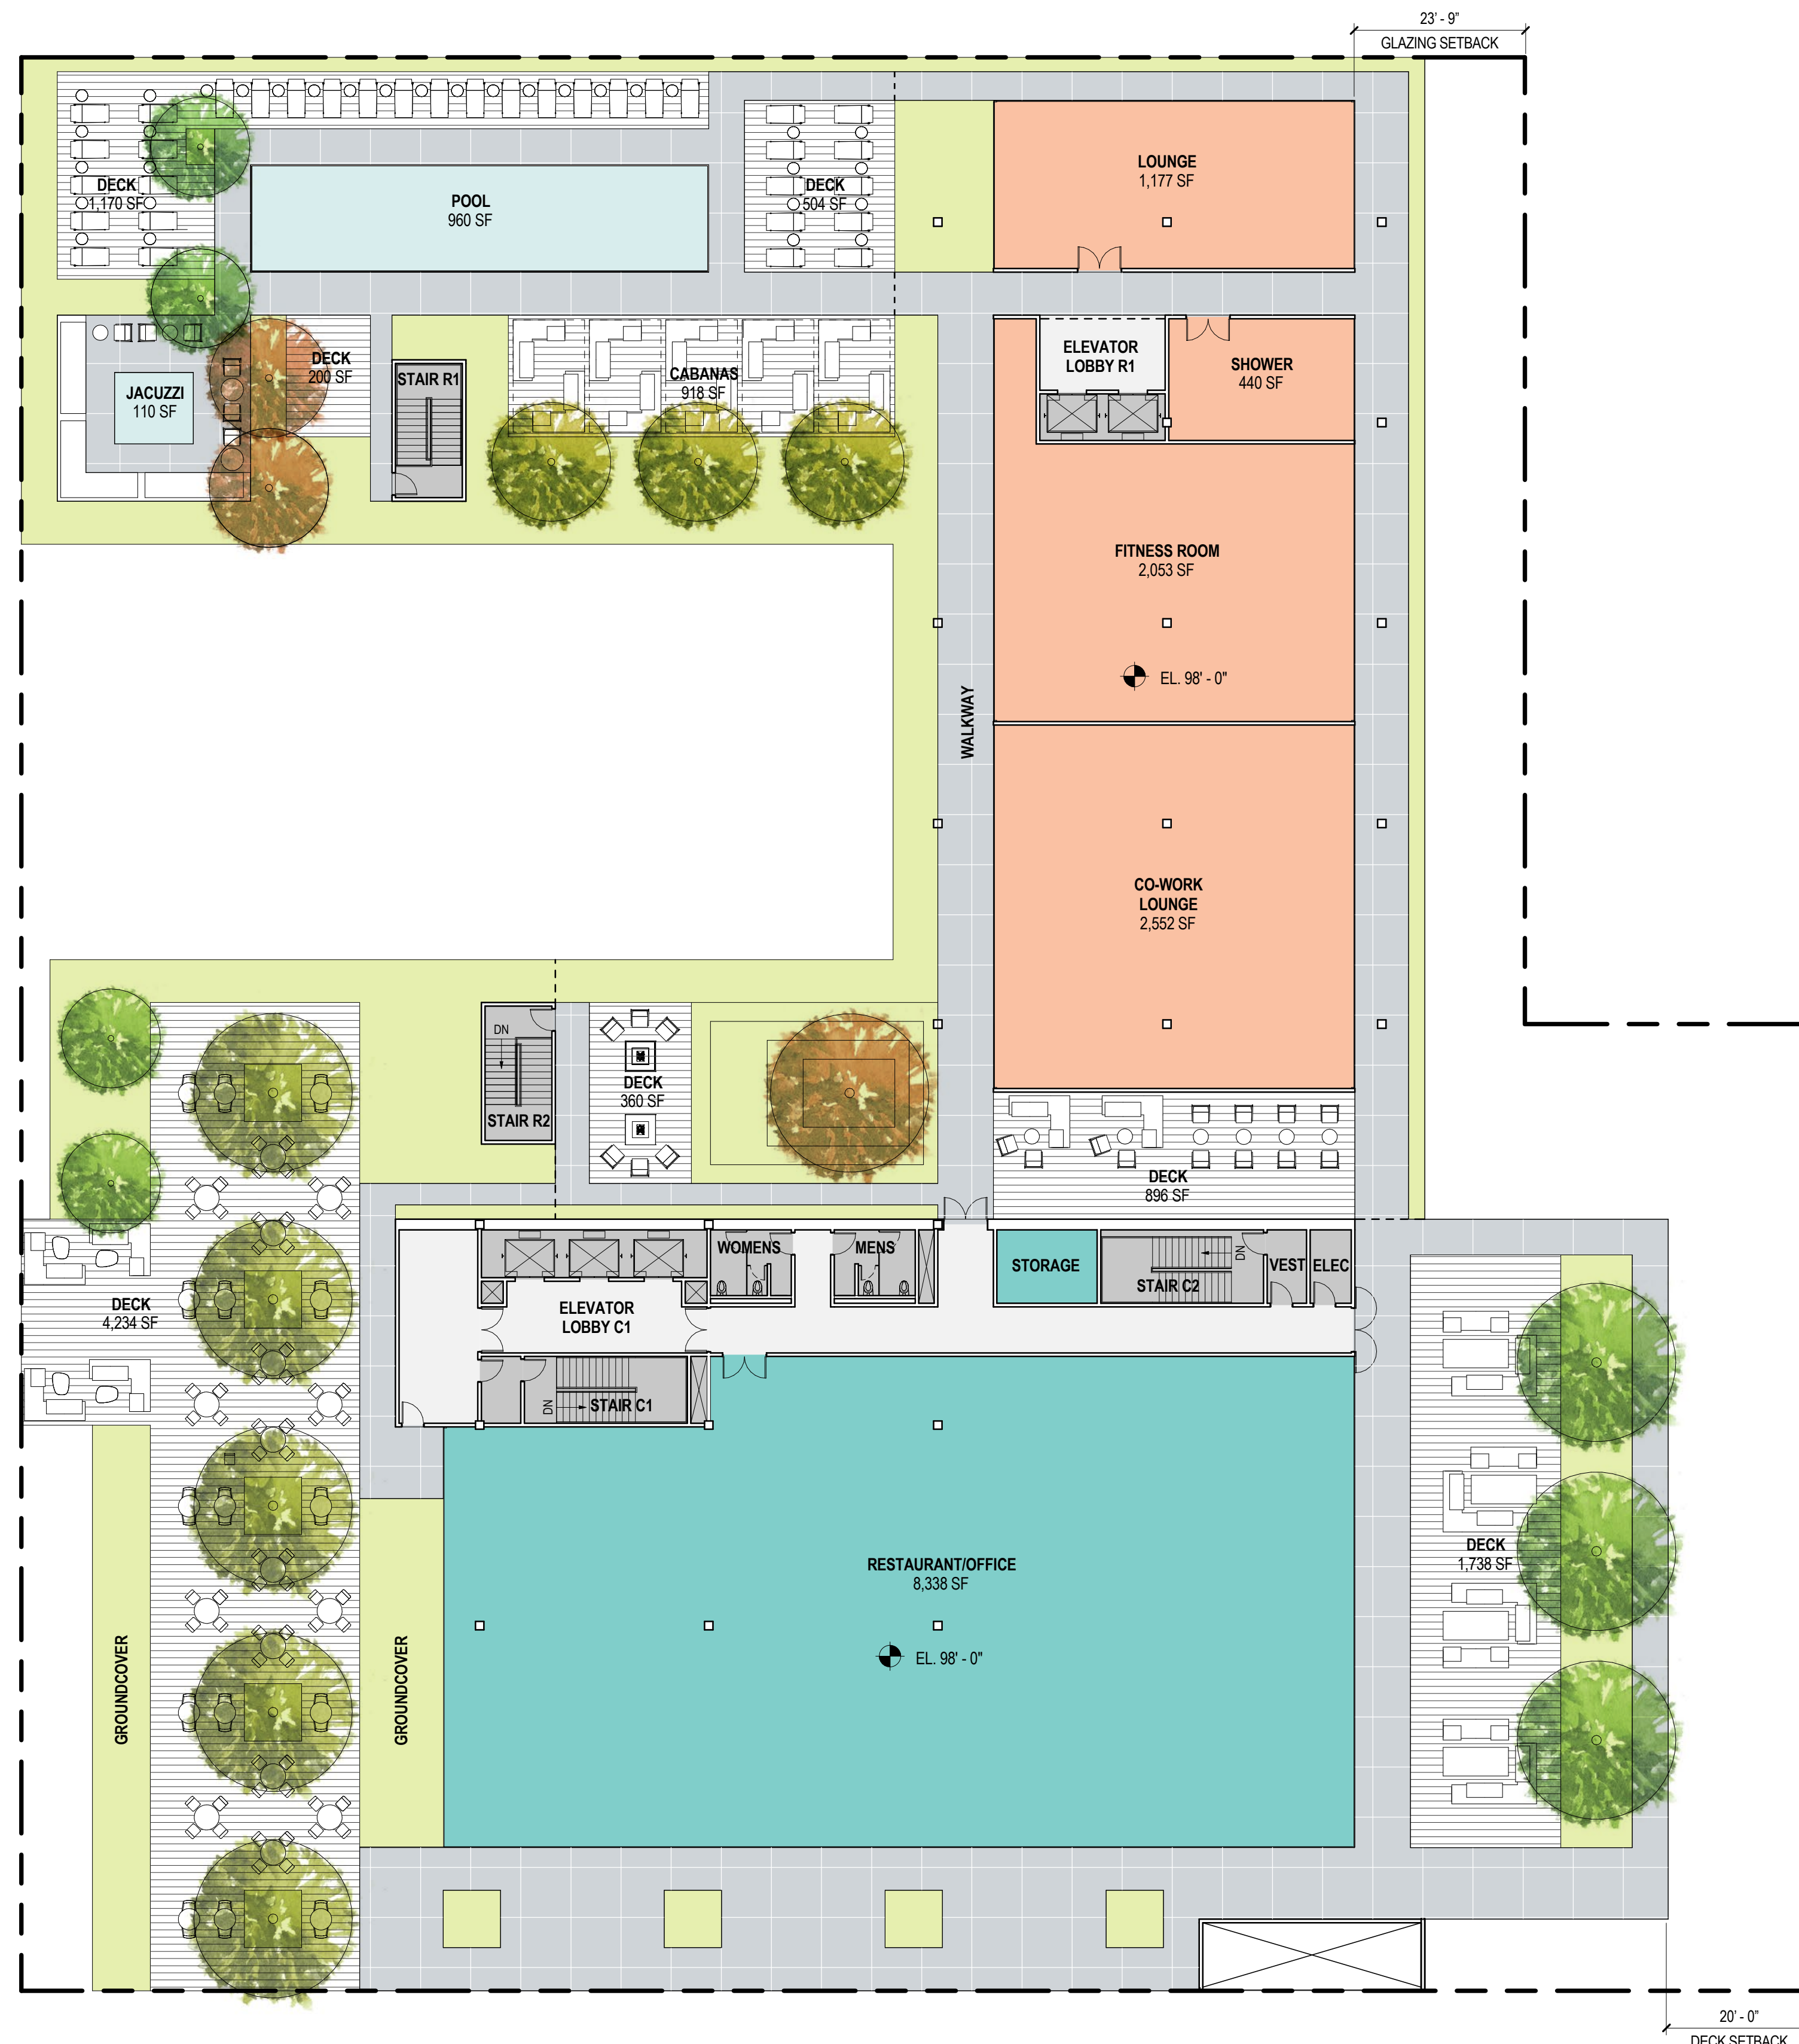 23' - 9"
GLAZING SETBACK
LOUNGE
1,177 SF
DECK
1,170 SF
POOL
960 SF
DECK
504 SF
DECK
200 SF
STAIR R1
CABANAS
918 SF
ELEVATOR
LOBBY R1
SHOWER
440 SF
JACUZZI
110 SF
FITNESS ROOM
2,053 SF
EL. 98' - 0"
WALKWAY
CO-WORK
LOUNGE
2,552 SF
DN
STAIR R2
DECK
360 SF
DECK
896 SF
WOMENS
MENS
STORAGE
DN
STAIR C2
VEST
ELEC
DECK
4,234 SF
ELEVATOR
LOBBY C1
DN
STAIR C1
RESTAURANT/OFFICE
8,338 SF
DECK
1,738 SF
EL. 98' - 0"
GROUNDCOVER
GROUNDCOVER
20' - 0"
DECK SETBACK